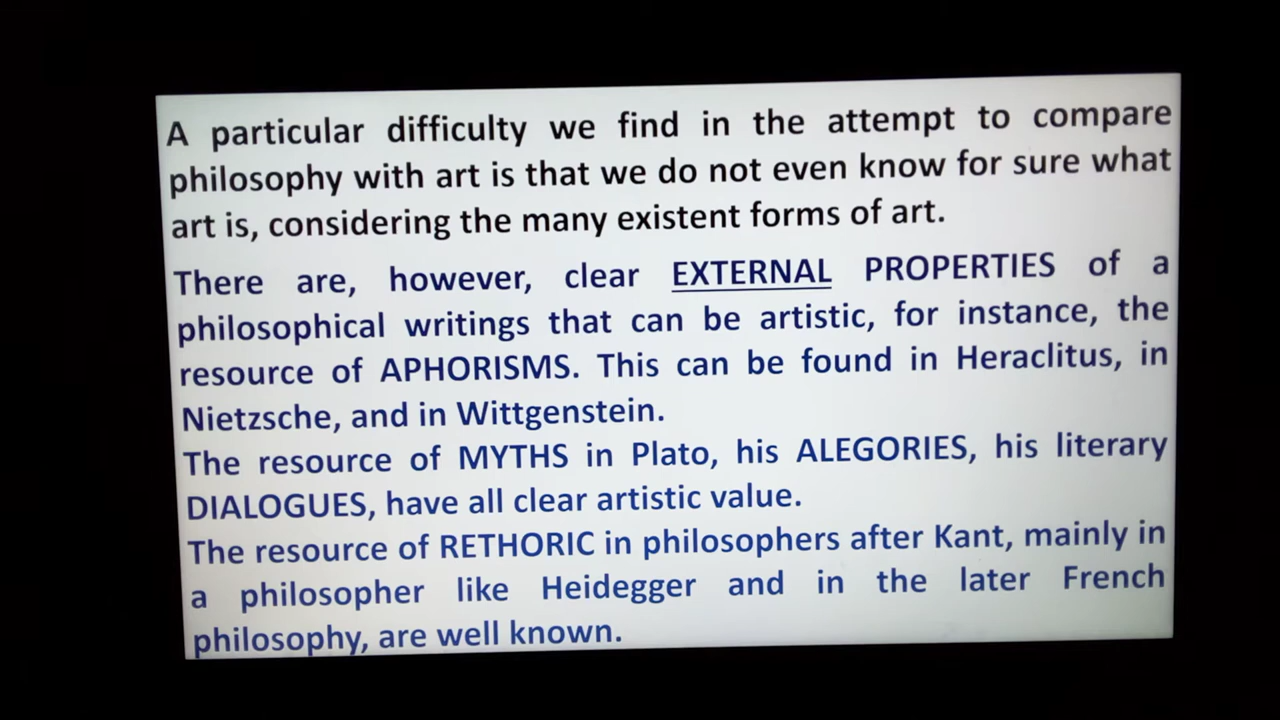 A particular difficulty we find in the attempt to compare
philosophy with art is that we do not even know for sure what
art is, considering the many existent forms of art.
There are, however, clear EXTERNAL PROPERTIES of a
philosophical writings that can be artistic, for instance, the
resource of APHORISMS. This can be found in Heraclitus, in
Nietzsche, and in Wittgenstein.
The resource of MYTHS in Plato, his ALEGORIES, his literary
DIALOGUES, have all clear artistic value.
The resource of RETHORIC in philosophers after Kant, mainly in
a philosopher like Heidegger and in the later French
philosophy, are well known.